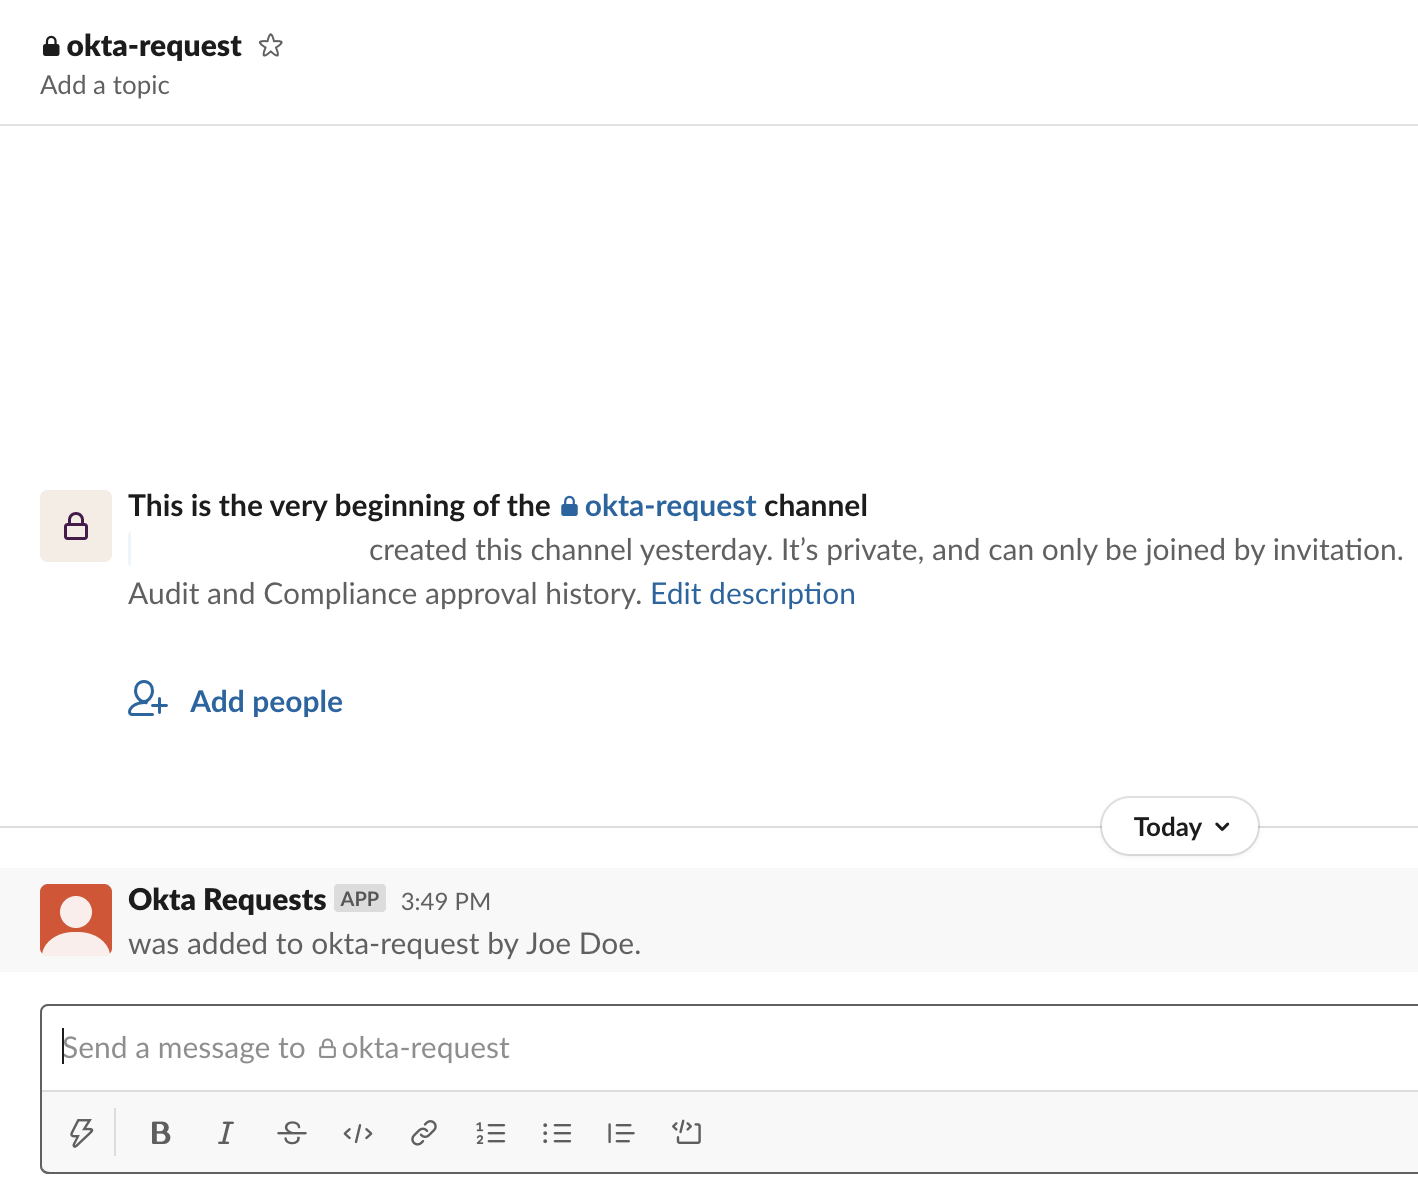 okta-request
Add a topic
This is the very beginning of the okta-request channel
created this channel yesterday. It’s private, and can only be joined by invitation.
Audit and Compliance approval history. Edit description
Add people
Today
Okta Requests APP 3:49 PM
was added to okta-request by Joe Doe.
Send a message to okta-request